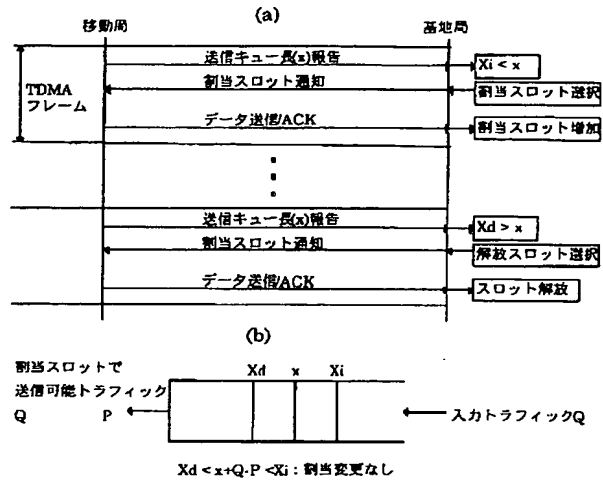 (a)
移動局
基地局
送信キュー長(x)報告
Xi < x
割当スロット通知
割当スロット選択
TDMA
フレーム
データ送信/ACK
割当スロット増加
送信キュー長(x)報告
Xd > x
割当スロット通知
解放スロット選択
データ送信/ACK
スロット解放
(b)
割当スロットで
送信可能トラフィック
Q
P
Xd
x
Xi
入力トラフィックQ
Xd < x+Q-P <Xi : 割当変更なし